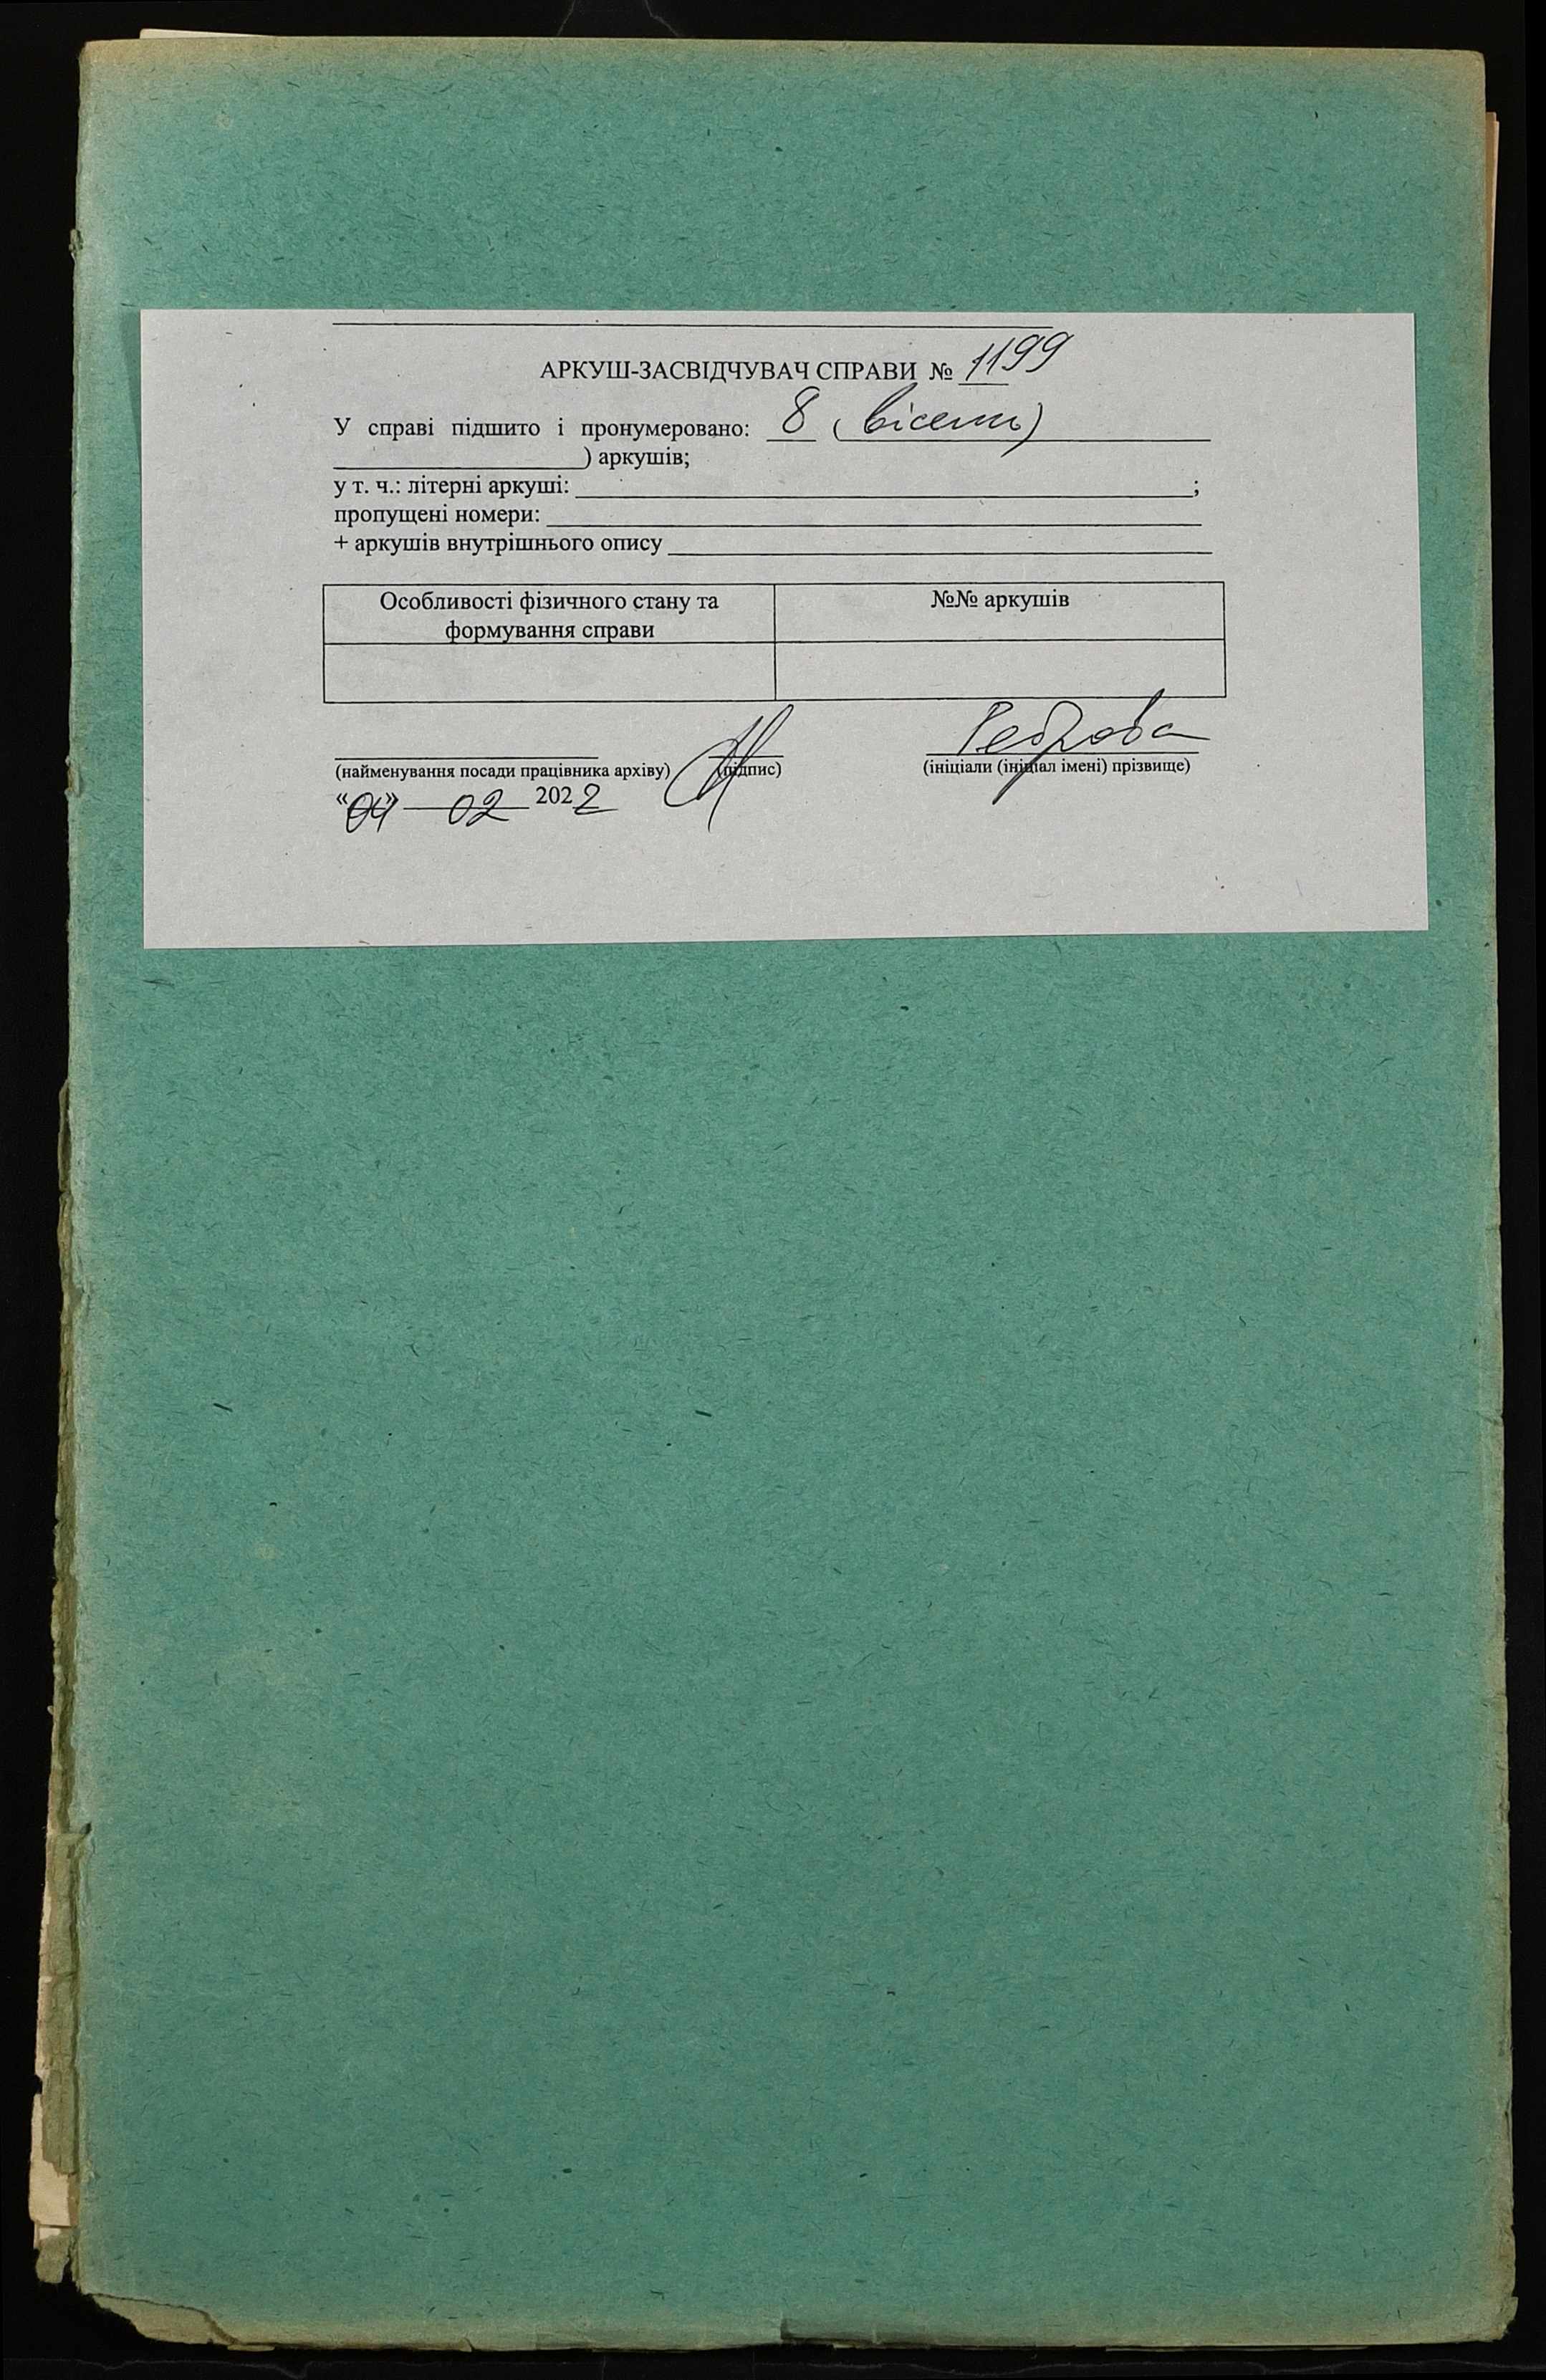 АРКУШ-ЗАСВІДЧУВАЧ СПРАВИ № 1199
У справі підшито і пронумеровано: 8 (вісем)
) аркушів;
у т. ч.: літерні аркуші: ;
пропущені номери:
+ аркушів внутрішнього опису
Особливості фізичного стану та
формування справи
№№ аркушів
Реброва
(найменування посади працівника архіву) (підпис) (ініціали (ініціал імені) прізвище)
«04» 02 2022